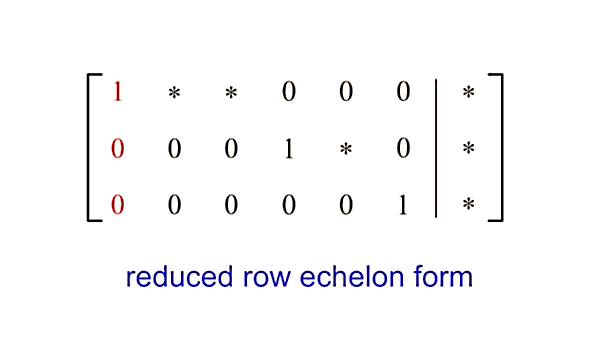 1 * * 0 0 0 | *
0 0 0 1 * 0 | *
0 0 0 0 0 1 | *
reduced row echelon form